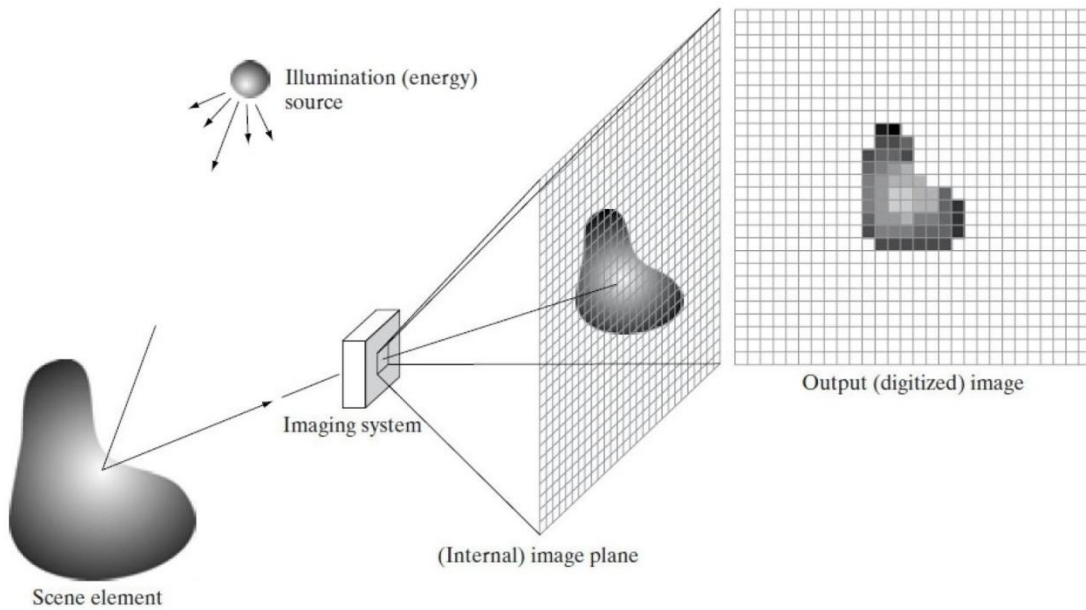 Illumination (energy)
source
Output (digitized) image
Imaging system
(Internal) image plane
Scene element